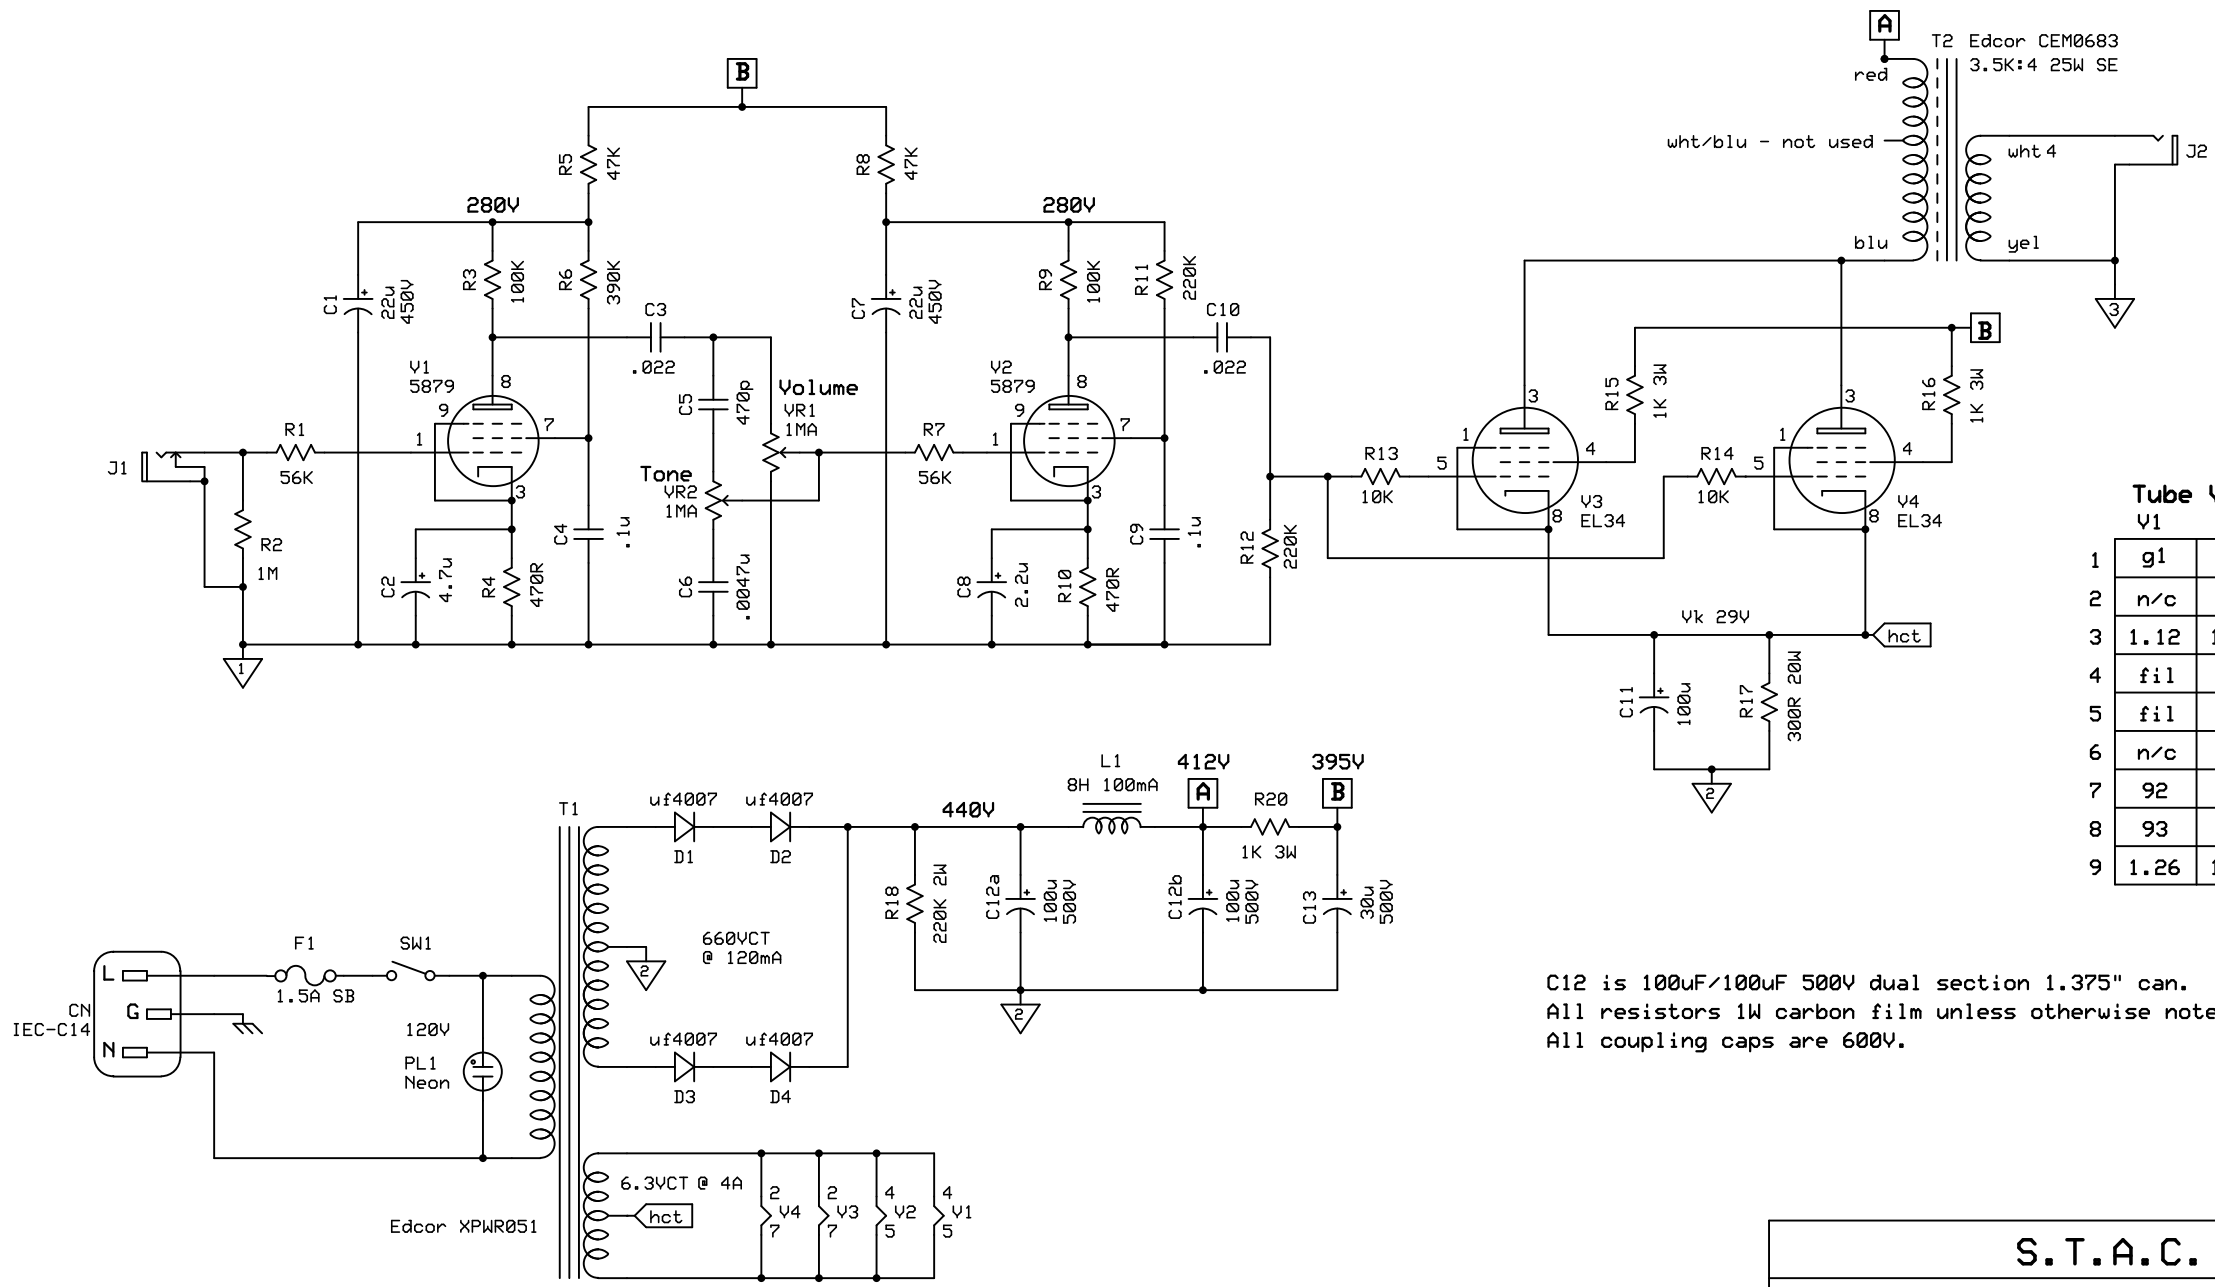 A
T2 Edcor CEM0683
3.5K:4 25W SE
red
wht/blu - not used
wht 4
J2
blu
yel
3
B
R5
47K
R8
47K
280V
280V
C1
22u
450V
R3
100K
R6
390K
C7
22u
450V
R9
100K
R11
220K
C3
.022
C10
.022
V1
5879
8
9
7
1
3
C5
470p
Volume
VR1
1MA
Tone
VR2
1MA
V2
5879
8
9
7
1
3
J1
R1
56K
R7
56K
R2
1M
C2
4.7u
R4
470R
C4
.1u
C6
.0047u
C8
2.2u
R10
470R
C9
.1u
R12
220K
1
R13
10K
R14
10K
R15
1K 3W
R16
1K 3W
B
3
1
5
4
8
V3
EL34
3
1
5
4
8
V4
EL34
Vk 29V
hct
C11
100u
R17
300R 20W
2
Tube V
V1
1 g1
2 n/c
3 1.12 1
4 fil
5 fil
6 n/c
7 92
8 93
9 1.26 1
T1
uf4007 uf4007
D1 D2
440V
L1
8H 100mA
412V
A
R20
1K 3W
395V
B
R18
220K 2W
C12a
100u
500V
C12b
100u
500V
C13
30u
500V
2
660VCT
@ 120mA
2
uf4007 uf4007
D3 D4
CN
IEC-C14
L
G
N
F1
1.5A SB
SW1
120V
PL1
Neon
6.3VCT @ 4A
hct
2 V4 7
2 V3 7
4 V2 5
4 V1 5
Edcor XPWR051
C12 is 100uF/100uF 500V dual section 1.375" can.
All resistors 1W carbon film unless otherwise note
All coupling caps are 600V.
S.T.A.C.